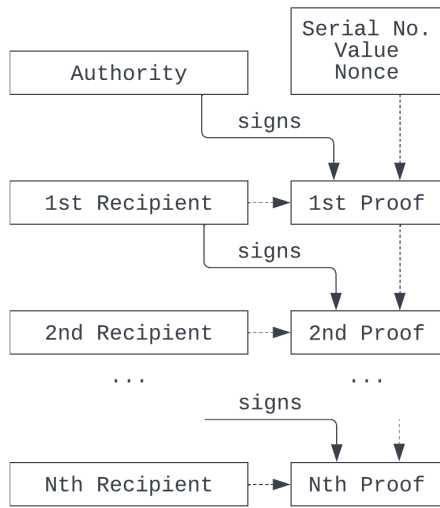 Serial No.
Value
Nonce
Authority
signs
1st Recipient
1st Proof
signs
2nd Recipient
2nd Proof
...
...
signs
Nth Recipient
Nth Proof